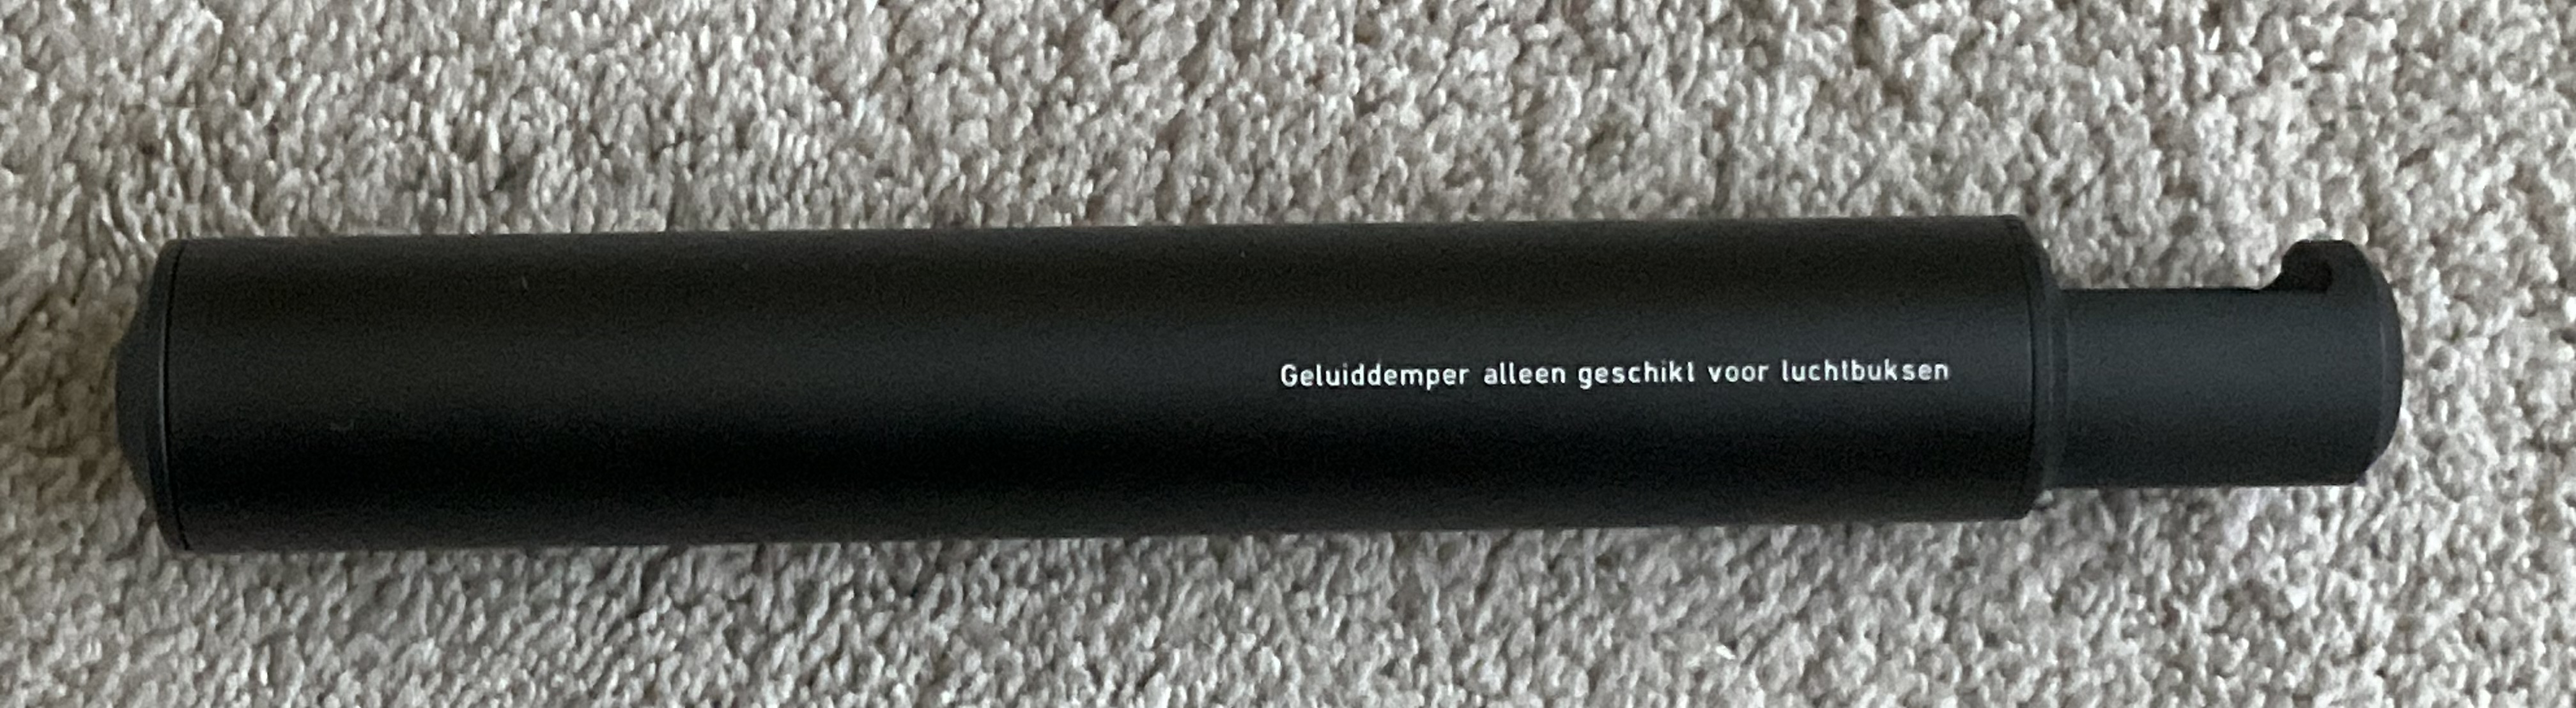 Geluiddemper alleen geschikt voor luchtbuksen